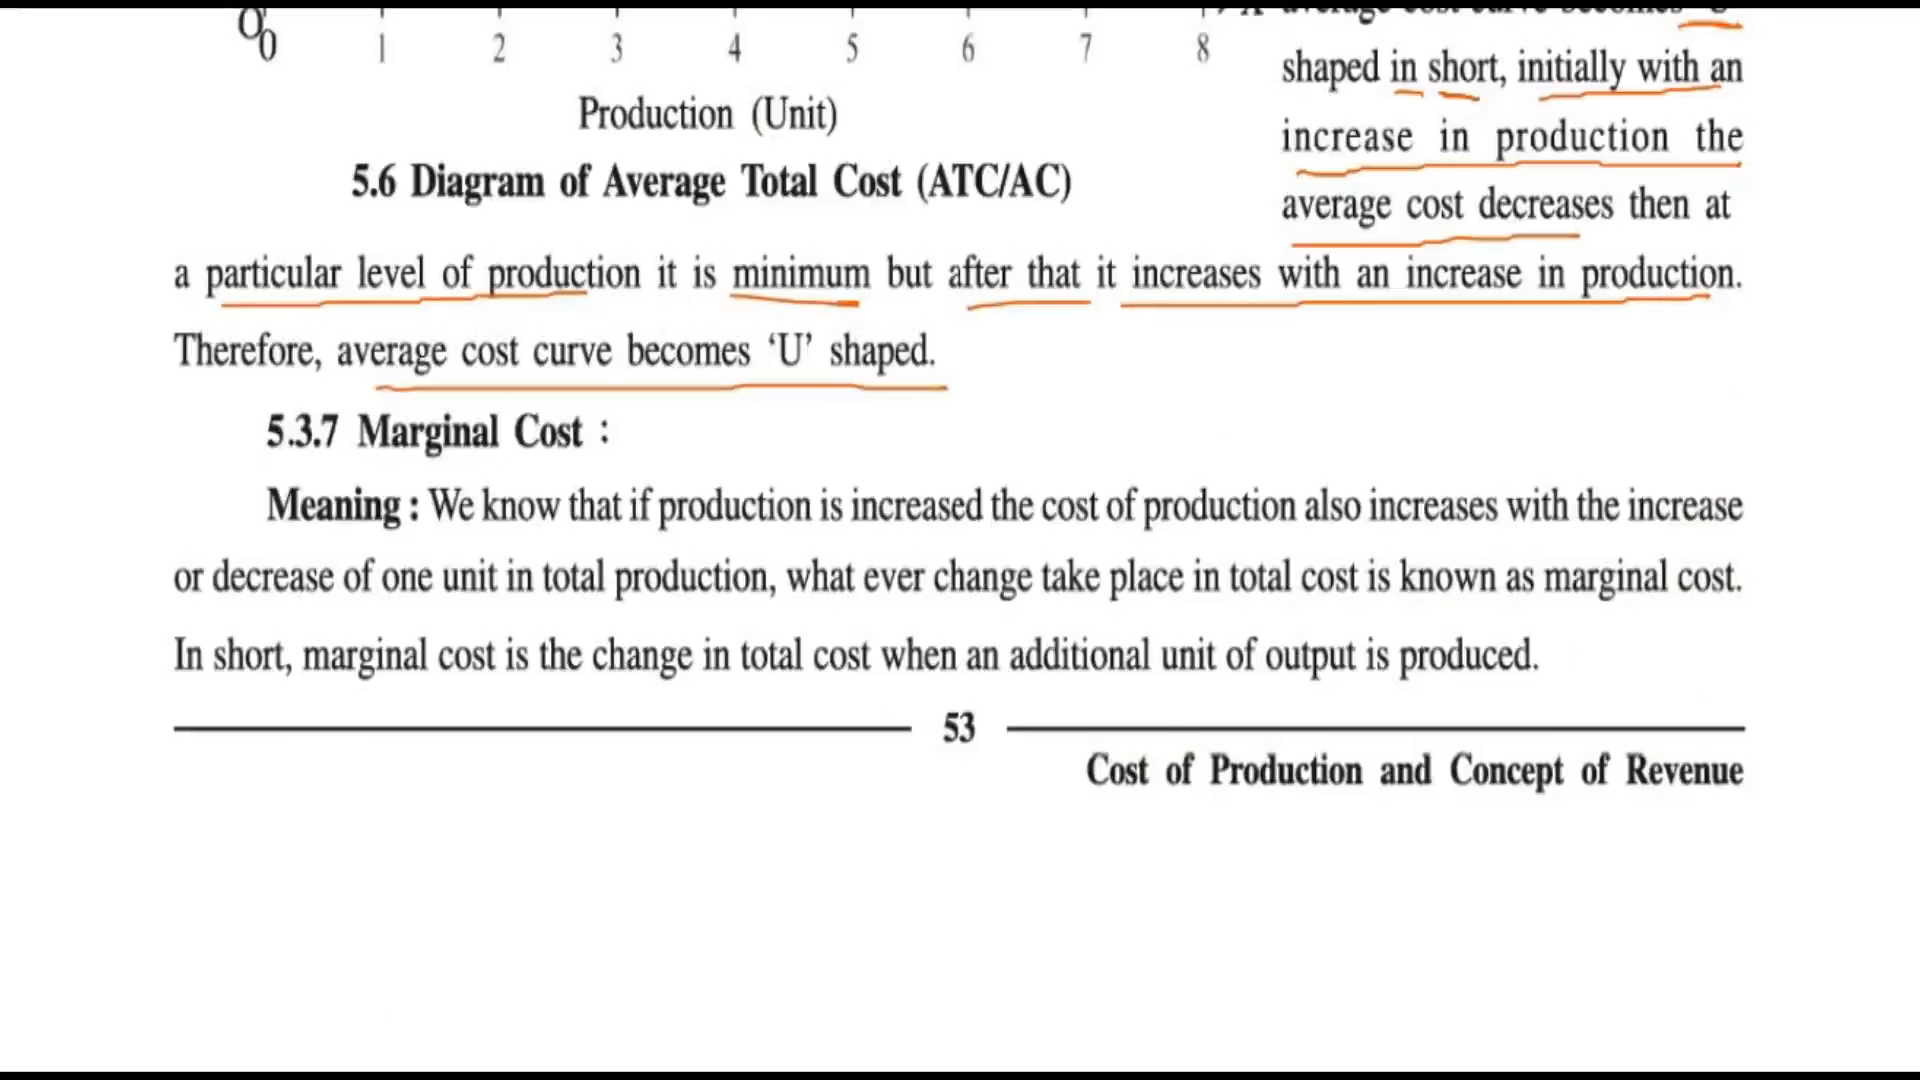 0
0 1 2 3 4 5 6 7 8
X
average cost curve becomes 'U'
shaped in short, initially with an
increase in production the
average cost decreases then at
Production (Unit)
5.6 Diagram of Average Total Cost (ATC/AC)
a particular level of production it is minimum but after that it increases with an increase in production.
Therefore, average cost curve becomes ‘U’ shaped.
5.3.7 Marginal Cost :
Meaning : We know that if production is increased the cost of production also increases with the increase
or decrease of one unit in total production, what ever change take place in total cost is known as marginal cost.
In short, marginal cost is the change in total cost when an additional unit of output is produced.
53
Cost of Production and Concept of Revenue